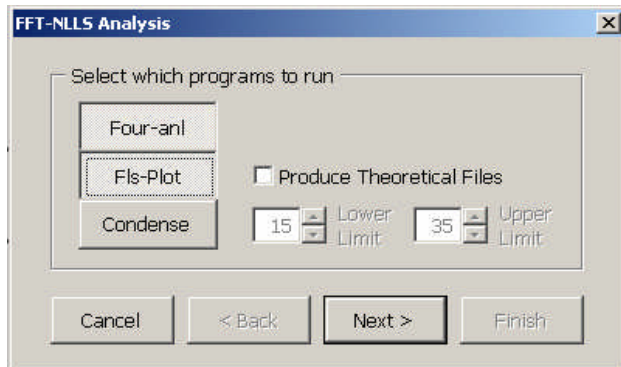 FFT-NLLS Analysis
Select which programs to run
Four-anl
Fls-Plot
Produce Theoretical Files
Condense
15
Lower
Limit
35
Upper
Limit
Cancel
< Back
Next >
Finish